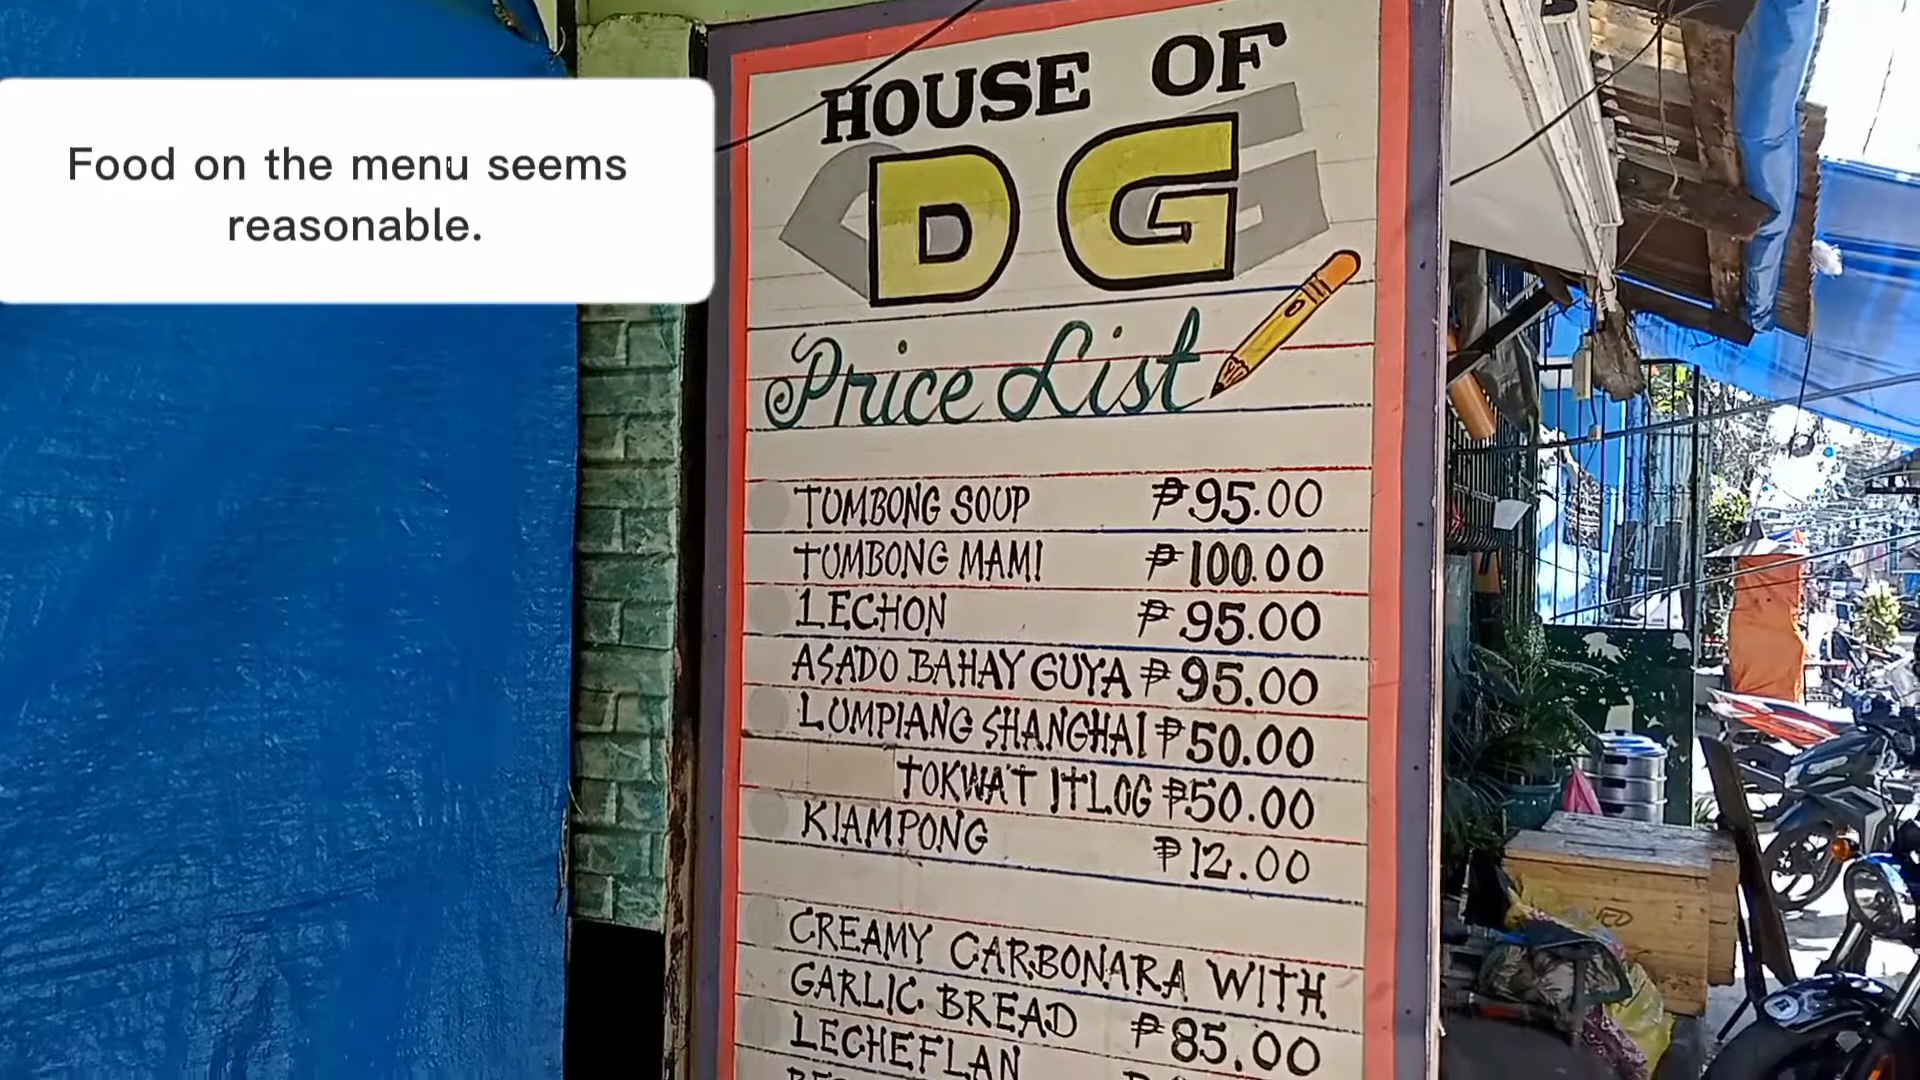 Food on the menu seems
reasonable.
HOUSE OF
DG
Price List
TUMBONG SOUP ₱95.00
TUMBONG MAMI ₱100.00
LECHON ₱95.00
ASADO BAHAY GUYA ₱95.00
LUMPIANG SHANGHAI ₱50.00
TOKWA'T ITLOG ₱50.00
KIAMPONG ₱12.00
CREAMY CARBONARA WITH
GARLIC BREAD ₱85.00
LECHEFLAN